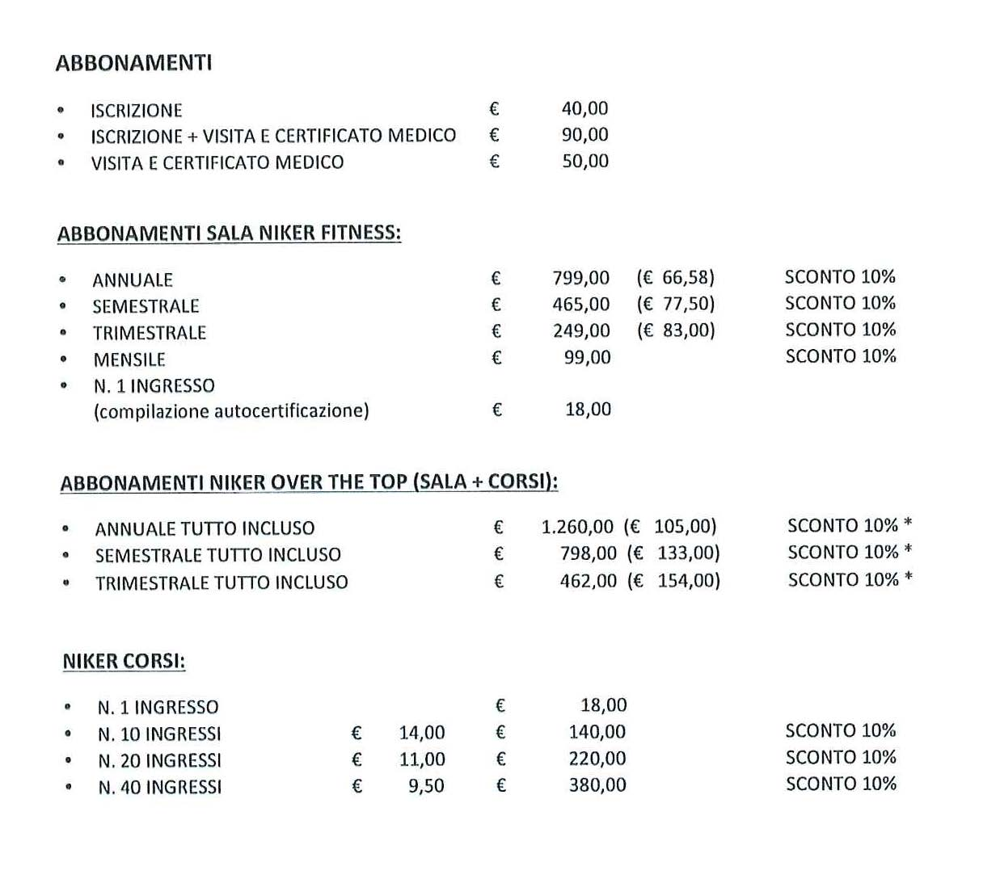 ABBONAMENTI
• ISCRIZIONE € 40,00
• ISCRIZIONE + VISITA E CERTIFICATO MEDICO € 90,00
• VISITA E CERTIFICATO MEDICO € 50,00
ABBONAMENTI SALA NIKER FITNESS:
• ANNUALE € 799,00 (€ 66,58) SCONTO 10%
• SEMESTRALE € 465,00 (€ 77,50) SCONTO 10%
• TRIMESTRALE € 249,00 (€ 83,00) SCONTO 10%
• MENSILE € 99,00 SCONTO 10%
• N. 1 INGRESSO
(compilazione autocertificazione) € 18,00
ABBONAMENTI NIKER OVER THE TOP (SALA + CORSI):
• ANNUALE TUTTO INCLUSO € 1.260,00 (€ 105,00) SCONTO 10% *
• SEMESTRALE TUTTO INCLUSO € 798,00 (€ 133,00) SCONTO 10% *
• TRIMESTRALE TUTTO INCLUSO € 462,00 (€ 154,00) SCONTO 10% *
NIKER CORSI:
• N. 1 INGRESSO € 18,00
• N. 10 INGRESSI € 14,00 € 140,00 SCONTO 10%
• N. 20 INGRESSI € 11,00 € 220,00 SCONTO 10%
• N. 40 INGRESSI € 9,50 € 380,00 SCONTO 10%